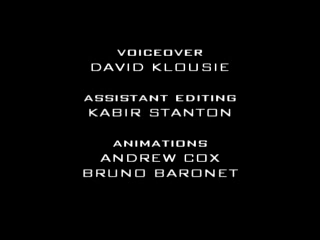 VOICEOVER
DAVID KLOUSIE
ASSISTANT EDITING
KABIR STANTON
ANIMATIONS
ANDREW COX
BRUNO BARONET